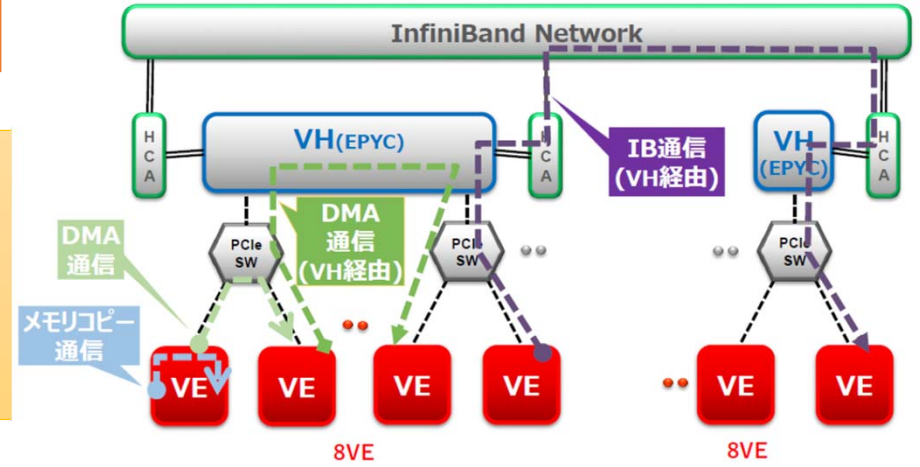 InfiniBand Network
H
C
A
VH(EPYC)
H
C
A
IB通信
(VH経由)
VH
(EPYC)
H
C
A
DMA
通信
DMA
通信
(VH経由)
PCIe
SW
PCIe
SW
PCIe
SW
メモリコピー
通信
VE
VE
VE
VE
VE
VE
8VE
8VE